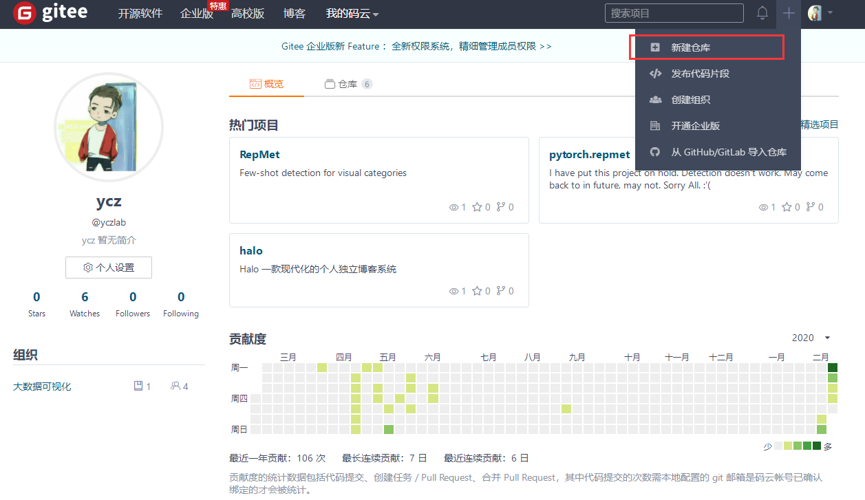 gitee 开源软件 企业版 特惠 高校版 博客 我的码云 搜索项目
Gitee 企业版新 Feature ：全新权限系统，精细管理成员权限 >>
新建仓库
发布代码片段
创建组织
开通企业版
从 GitHub/GitLab 导入仓库
概览 仓库 6
热门项目
精选项目
RepMet
Few-shot detection for visual categories
1 0 0
pytorch.repmet
I have put this project on hold. Detection doesn't work. May come
back to in future, may not. Sorry All. :'(
1 0 0
halo
Halo 一款现代化的个人独立博客系统
1 0 0
ycz
@yczlab
ycz 暂无简介
个人设置
0 6 0 0
Stars Watches Followers Following
组织
大数据可视化 1 4
贡献度 2020
三月 四月 五月 六月 七月 八月 九月 十月 十一月 十二月 一月 二月
周一
周四
周日
少 多
最近一年贡献：106 次 最长连续贡献：7 日 最近连续贡献：6 日
贡献度的统计数据包括代码提交、创建任务 / Pull Request、合并 Pull Request，其中代码提交的次数需本地配置的 git 邮箱是码云帐号已确认
绑定的才会被统计。